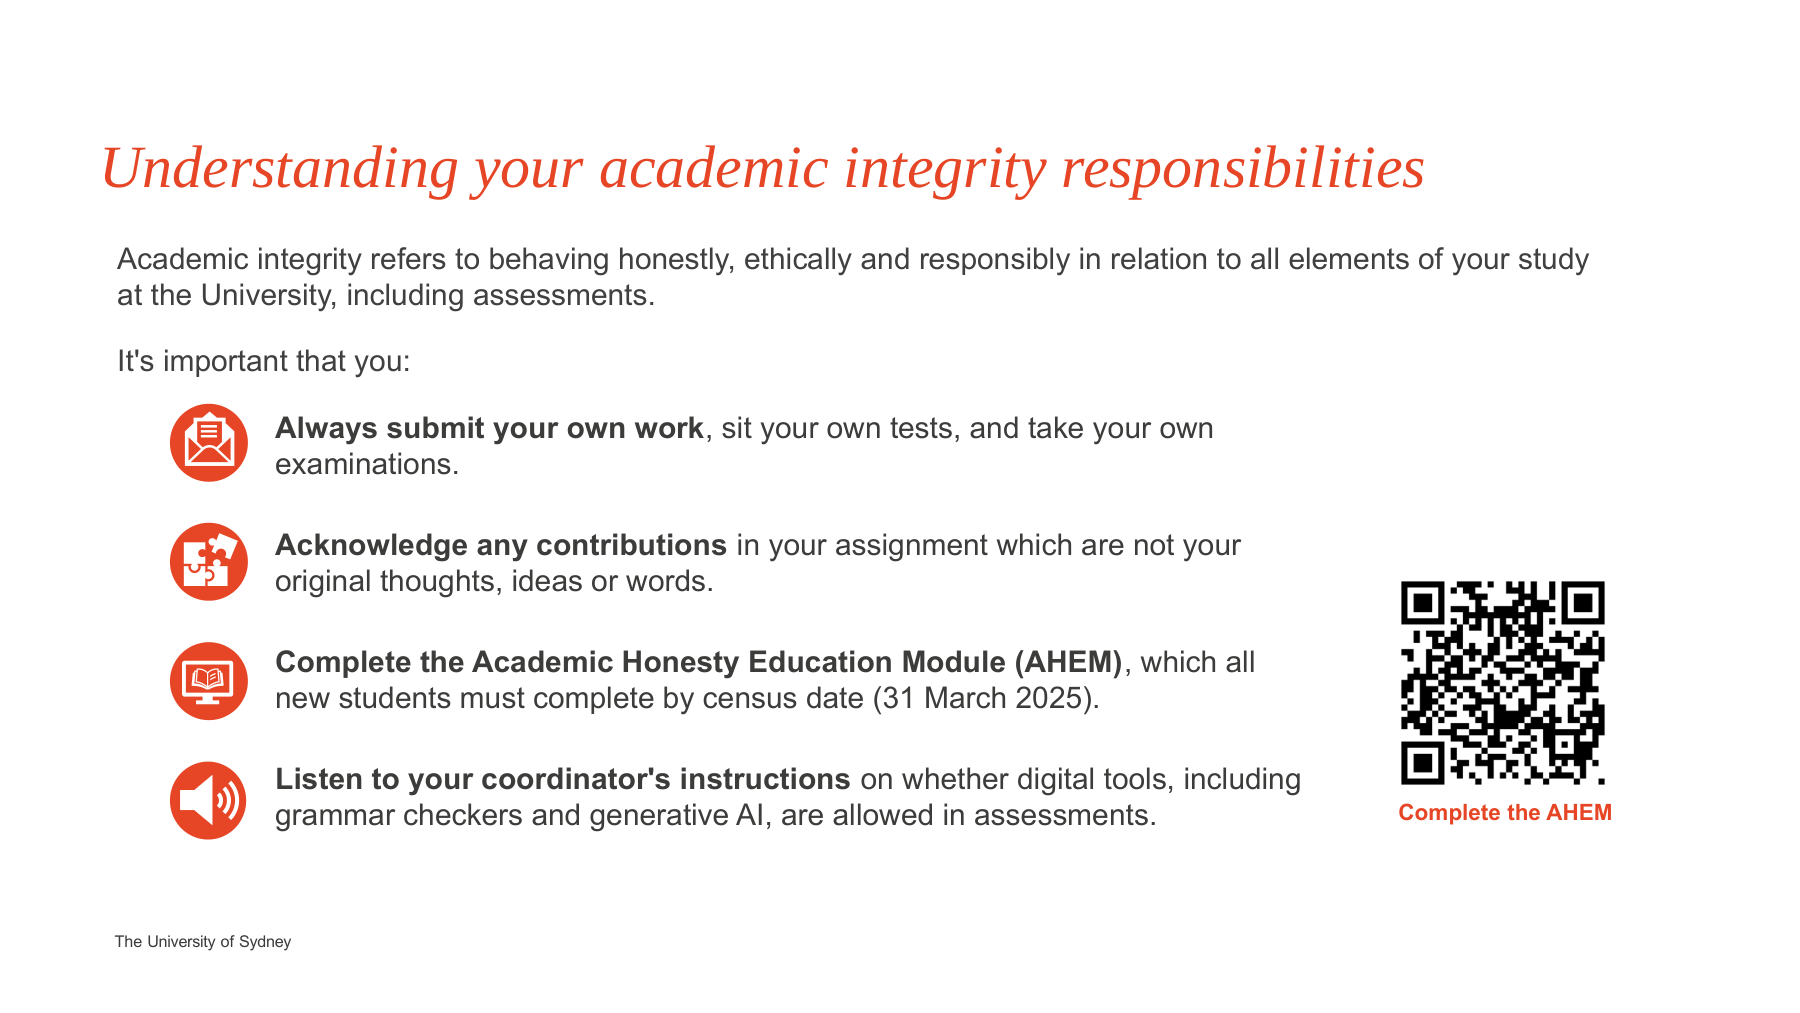 Understanding your academic integrity responsibilities
Academic integrity refers to behaving honestly, ethically and responsibly in relation to all elements of your study
at the University, including assessments.
It's important that you:
Always submit your own work, sit your own tests, and take your own
examinations.
Acknowledge any contributions in your assignment which are not your
original thoughts, ideas or words.
Complete the Academic Honesty Education Module (AHEM), which all
new students must complete by census date (31 March 2025).
Listen to your coordinator's instructions on whether digital tools, including
grammar checkers and generative AI, are allowed in assessments.
Complete the AHEM
The University of Sydney